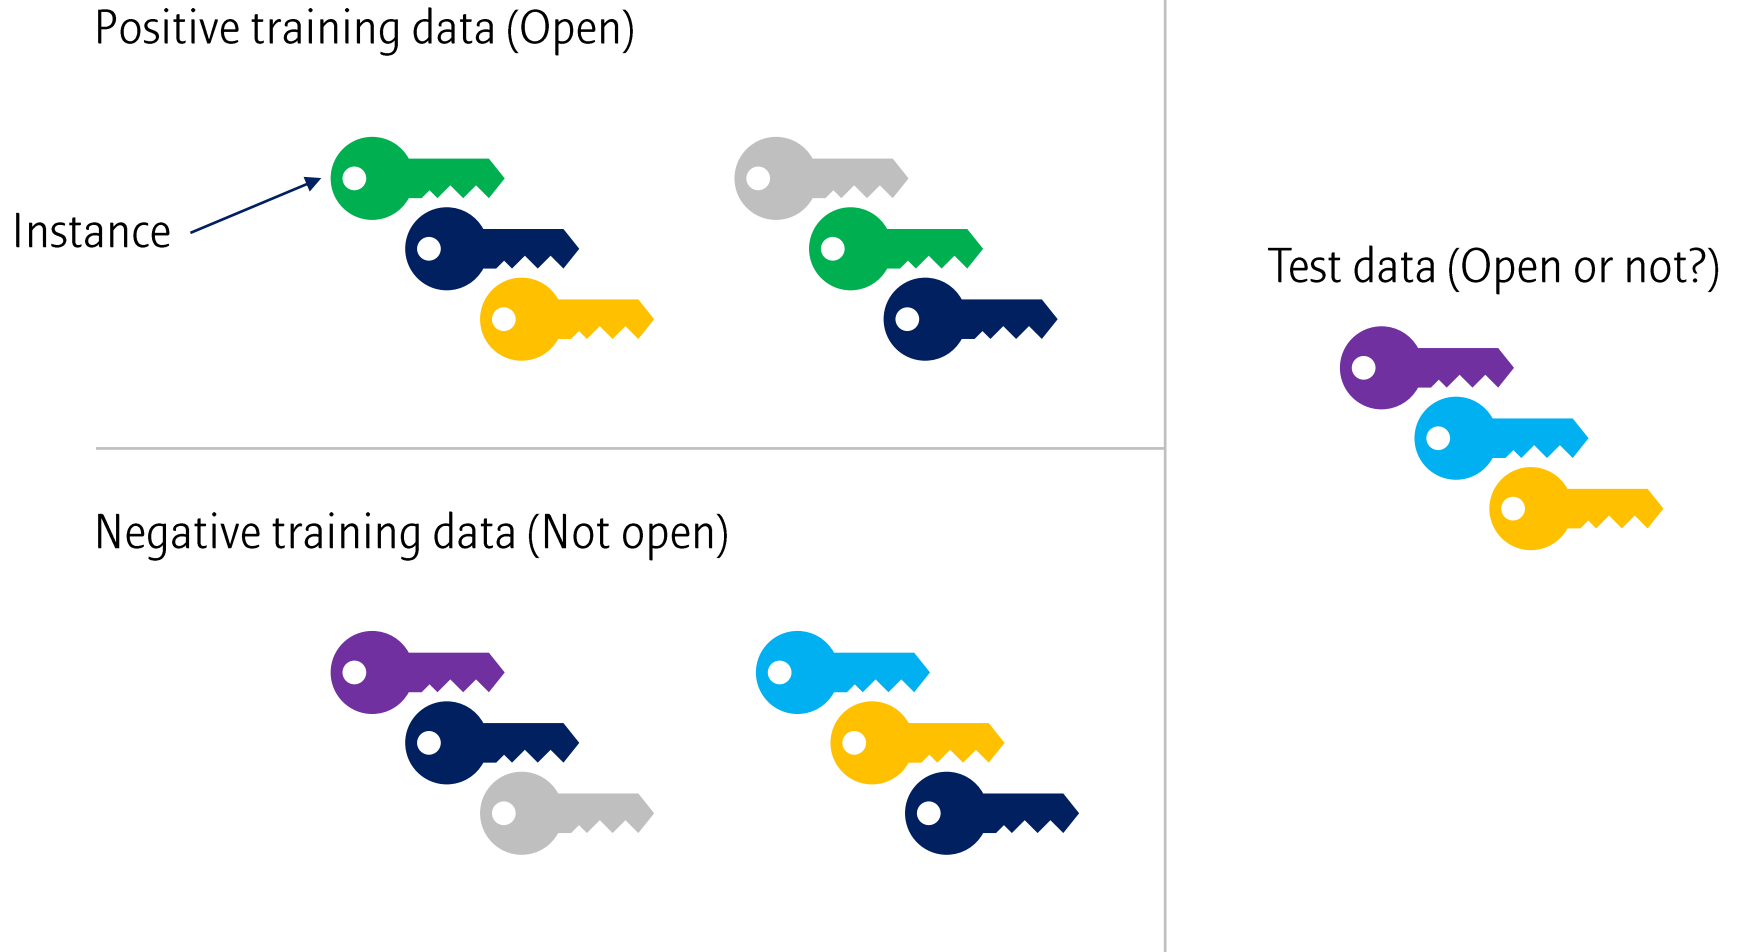 Positive training data (Open)
Instance
Test data (Open or not?)
Negative training data (Not open)